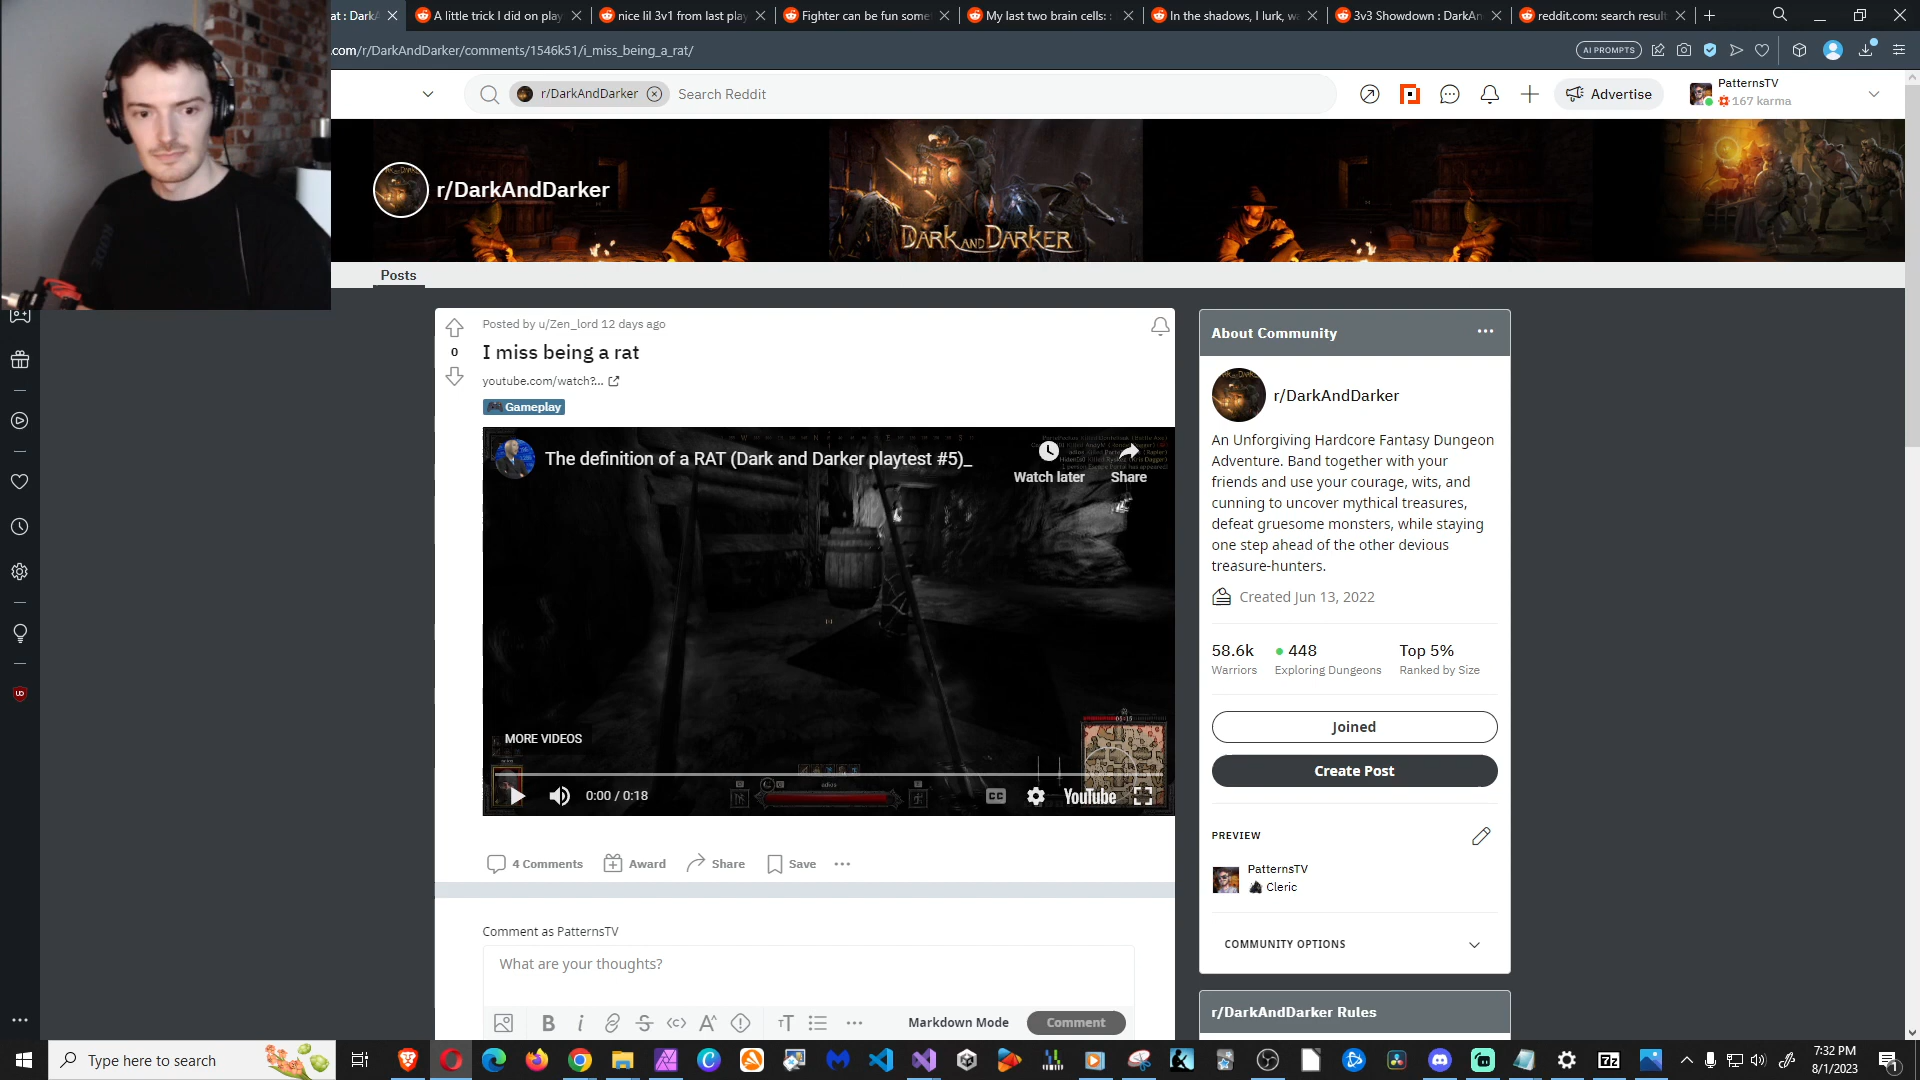 at : DarkA
A little trick I did on play
nice lil 3v1 from last play
Fighter can be fun some
My last two brain cells:
In the shadows, I lurk, w
3v3 Showdown : DarkAn
reddit.com: search result
.com/r/DarkAndDarker/comments/1546k51/i_miss_being_a_rat/
AI PROMPTS
r/DarkAndDarker
Search Reddit
Advertise
PatternsTV
167 karma
r/DarkAndDarker
DARK AND DARKER
Posts
Posted by u/Zen_lord 12 days ago
0
I miss being a rat
youtube.com/watch?...
Gameplay
The definition of a RAT (Dark and Darker playtest #5)_
Watch later
Share
MORE VIDEOS
0:00 / 0:18
CC
YouTube
4 Comments
Award
Share
Save
Comment as PatternsTV
What are your thoughts?
Markdown Mode
Comment
About Community
r/DarkAndDarker
An Unforgiving Hardcore Fantasy Dungeon
Adventure. Band together with your
friends and use your courage, wits, and
cunning to uncover mythical treasures,
defeat gruesome monsters, while staying
one step ahead of the other devious
treasure-hunters.
Created Jun 13, 2022
58.6k
448
Top 5%
Warriors
Exploring Dungeons
Ranked by Size
Joined
Create Post
PREVIEW
PatternsTV
Cleric
COMMUNITY OPTIONS
r/DarkAndDarker Rules
Type here to search
7:32 PM
8/1/2023